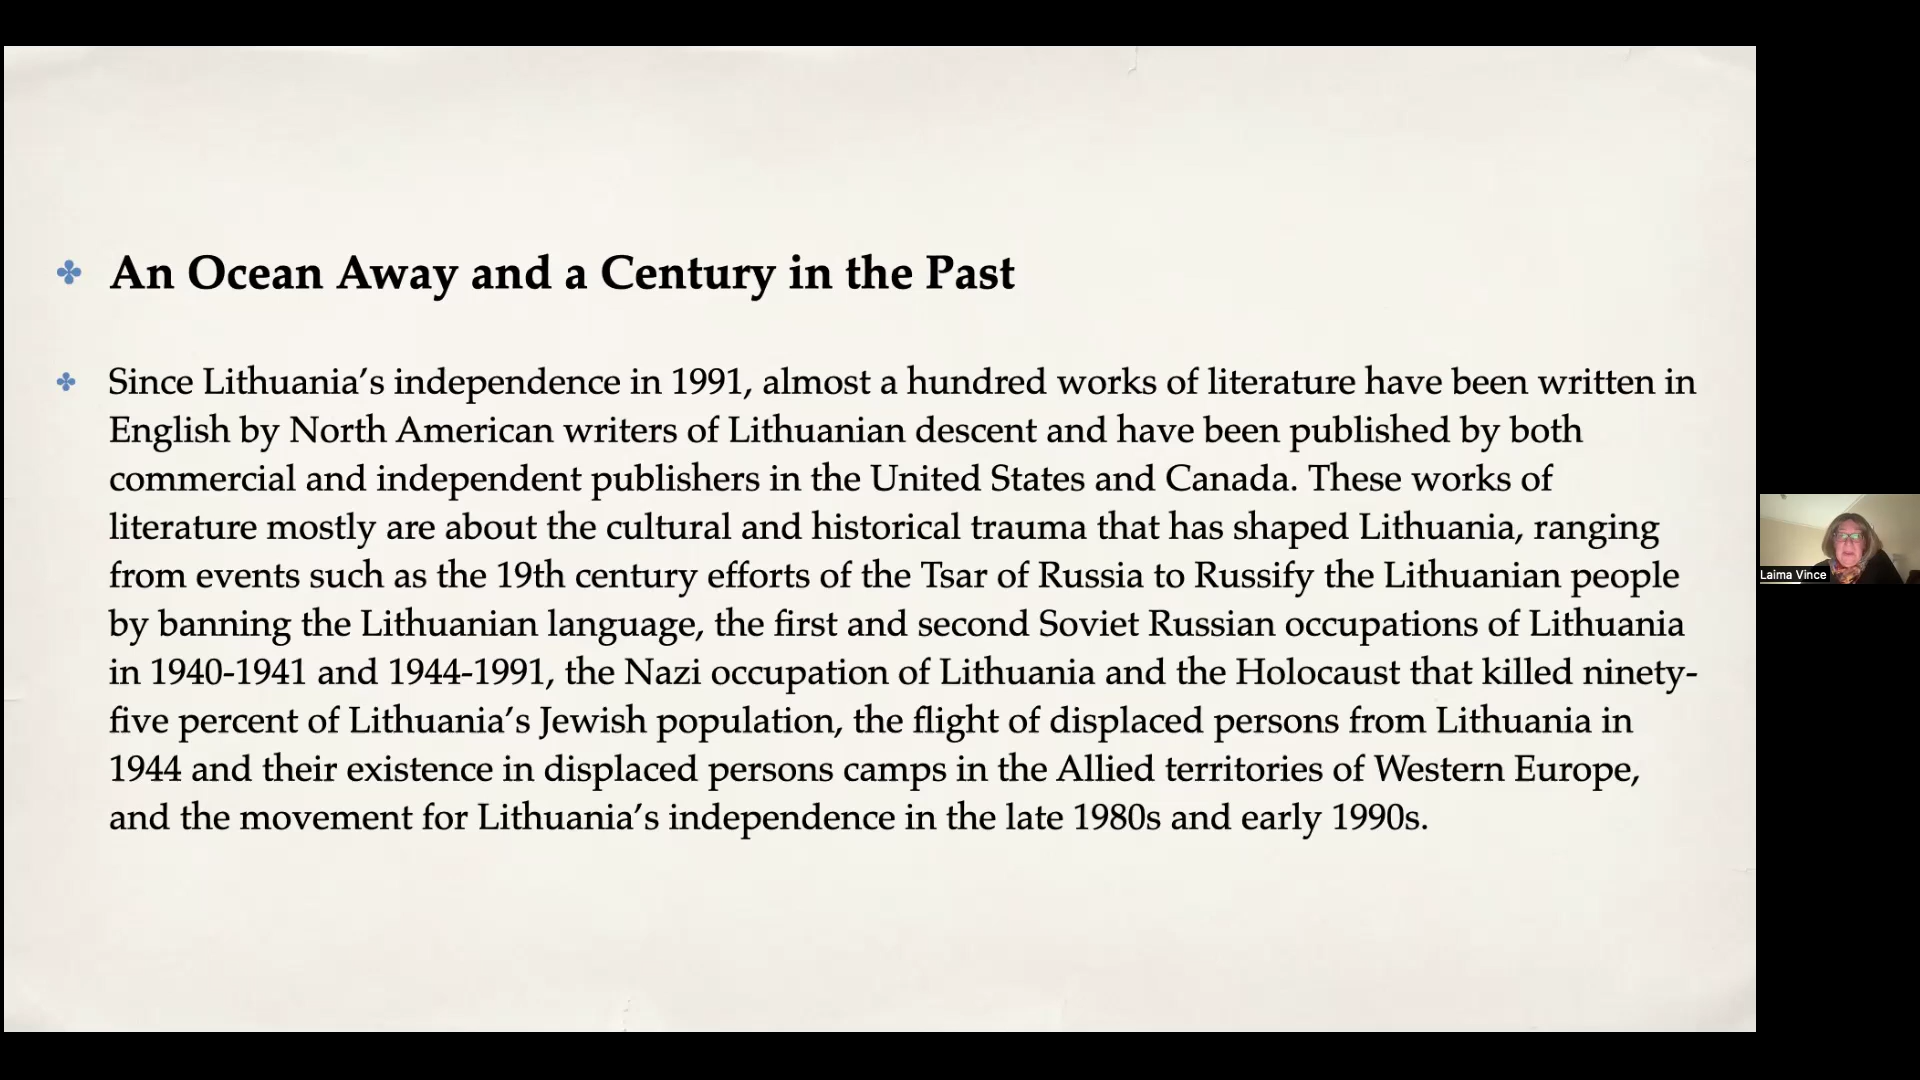 An Ocean Away and a Century in the Past
Since Lithuania’s independence in 1991, almost a hundred works of literature have been written in
English by North American writers of Lithuanian descent and have been published by both
commercial and independent publishers in the United States and Canada. These works of
literature mostly are about the cultural and historical trauma that has shaped Lithuania, ranging
from events such as the 19th century efforts of the Tsar of Russia to Russify the Lithuanian people
by banning the Lithuanian language, the first and second Soviet Russian occupations of Lithuania
in 1940-1941 and 1944-1991, the Nazi occupation of Lithuania and the Holocaust that killed ninety-
five percent of Lithuania’s Jewish population, the flight of displaced persons from Lithuania in
1944 and their existence in displaced persons camps in the Allied territories of Western Europe,
and the movement for Lithuania’s independence in the late 1980s and early 1990s.
Laima Vince